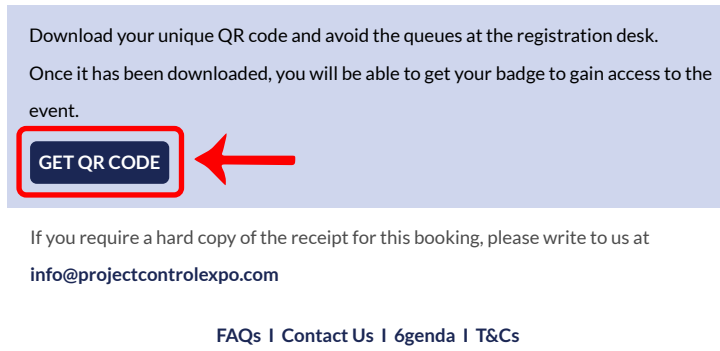 Download your unique QR code and avoid the queues at the registration desk.
Once it has been downloaded, you will be able to get your badge to gain access to the
event.
GET QR CODE
If you require a hard copy of the receipt for this booking, please write to us at
info@projectcontrolexpo.com
FAQs I Contact Us I 6genda I T&Cs